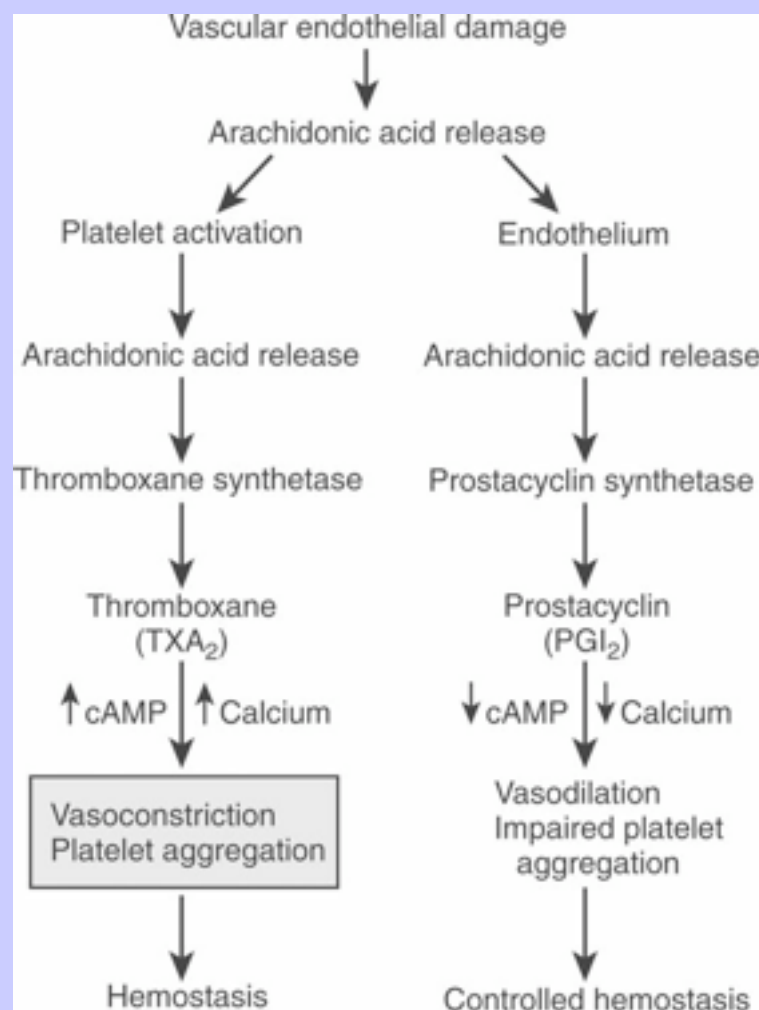 Vascular endothelial damage
Arachidonic acid release
Platelet activation
Endothelium
Arachidonic acid release
Arachidonic acid release
Thromboxane synthetase
Prostacyclin synthetase
Thromboxane
(TXA₂)
Prostacyclin
(PGI₂)
↑ cAMP ↑ Calcium
↓ cAMP ↓ Calcium
Vasoconstriction
Platelet aggregation
Vasodilation
Impaired platelet
aggregation
Hemostasis
Controlled hemostasis